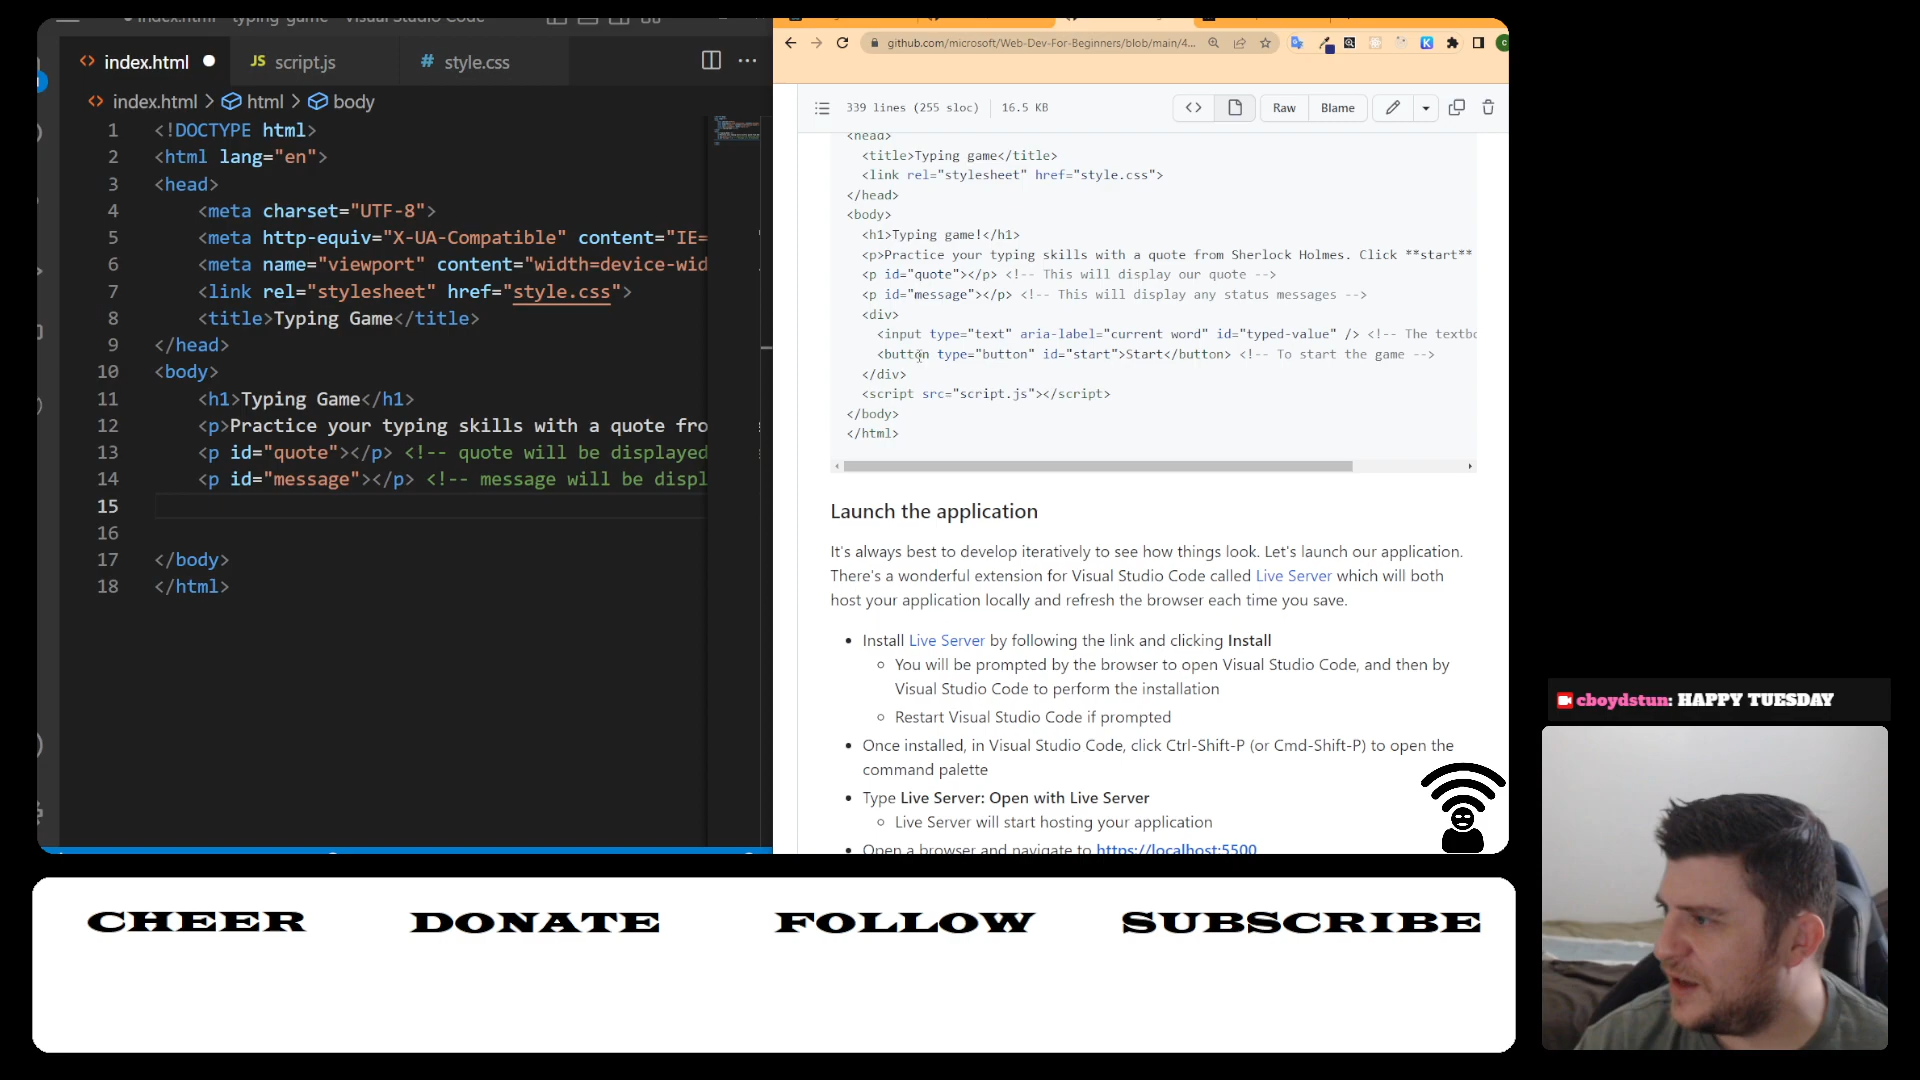 index.html
JS script.js
# style.css
index.html > html > body
1 <!DOCTYPE html>
2 <html lang="en">
3 <head>
4 <meta charset="UTF-8">
5 <meta http-equiv="X-UA-Compatible" content="IE=
6 <meta name="viewport" content="width=device-wid
7 <link rel="stylesheet" href="style.css">
8 <title>Typing Game</title>
9 </head>
10 <body>
11 <h1>Typing Game</h1>
12 <p>Practice your typing skills with a quote fro
13 <p id="quote"></p> <!-- quote will be displayed
14 <p id="message"></p> <!-- message will be displ
15
16
17 </body>
18 </html>
github.com/microsoft/Web-Dev-For-Beginners/blob/main/4...
339 lines (255 sloc) 16.5 KB
Raw Blame
<head>
<title>Typing game</title>
<link rel="stylesheet" href="style.css">
</head>
<body>
<h1>Typing game!</h1>
<p>Practice your typing skills with a quote from Sherlock Holmes. Click **start**
<p id="quote"></p> <!-- This will display our quote -->
<p id="message"></p> <!-- This will display any status messages -->
<div>
<input type="text" aria-label="current word" id="typed-value" /> <!-- The textbo
<button type="button" id="start">Start</button> <!-- To start the game -->
</div>
<script src="script.js"></script>
</body>
</html>
Launch the application
It's always best to develop iteratively to see how things look. Let's launch our application.
There's a wonderful extension for Visual Studio Code called Live Server which will both
host your application locally and refresh the browser each time you save.
• Install Live Server by following the link and clicking Install
○ You will be prompted by the browser to open Visual Studio Code, and then by
Visual Studio Code to perform the installation
○ Restart Visual Studio Code if prompted
• Once installed, in Visual Studio Code, click Ctrl-Shift-P (or Cmd-Shift-P) to open the
command palette
• Type Live Server: Open with Live Server
○ Live Server will start hosting your application
• Open a browser and navigate to https://localhost:5500
cboydstun: HAPPY TUESDAY
CHEER DONATE FOLLOW SUBSCRIBE